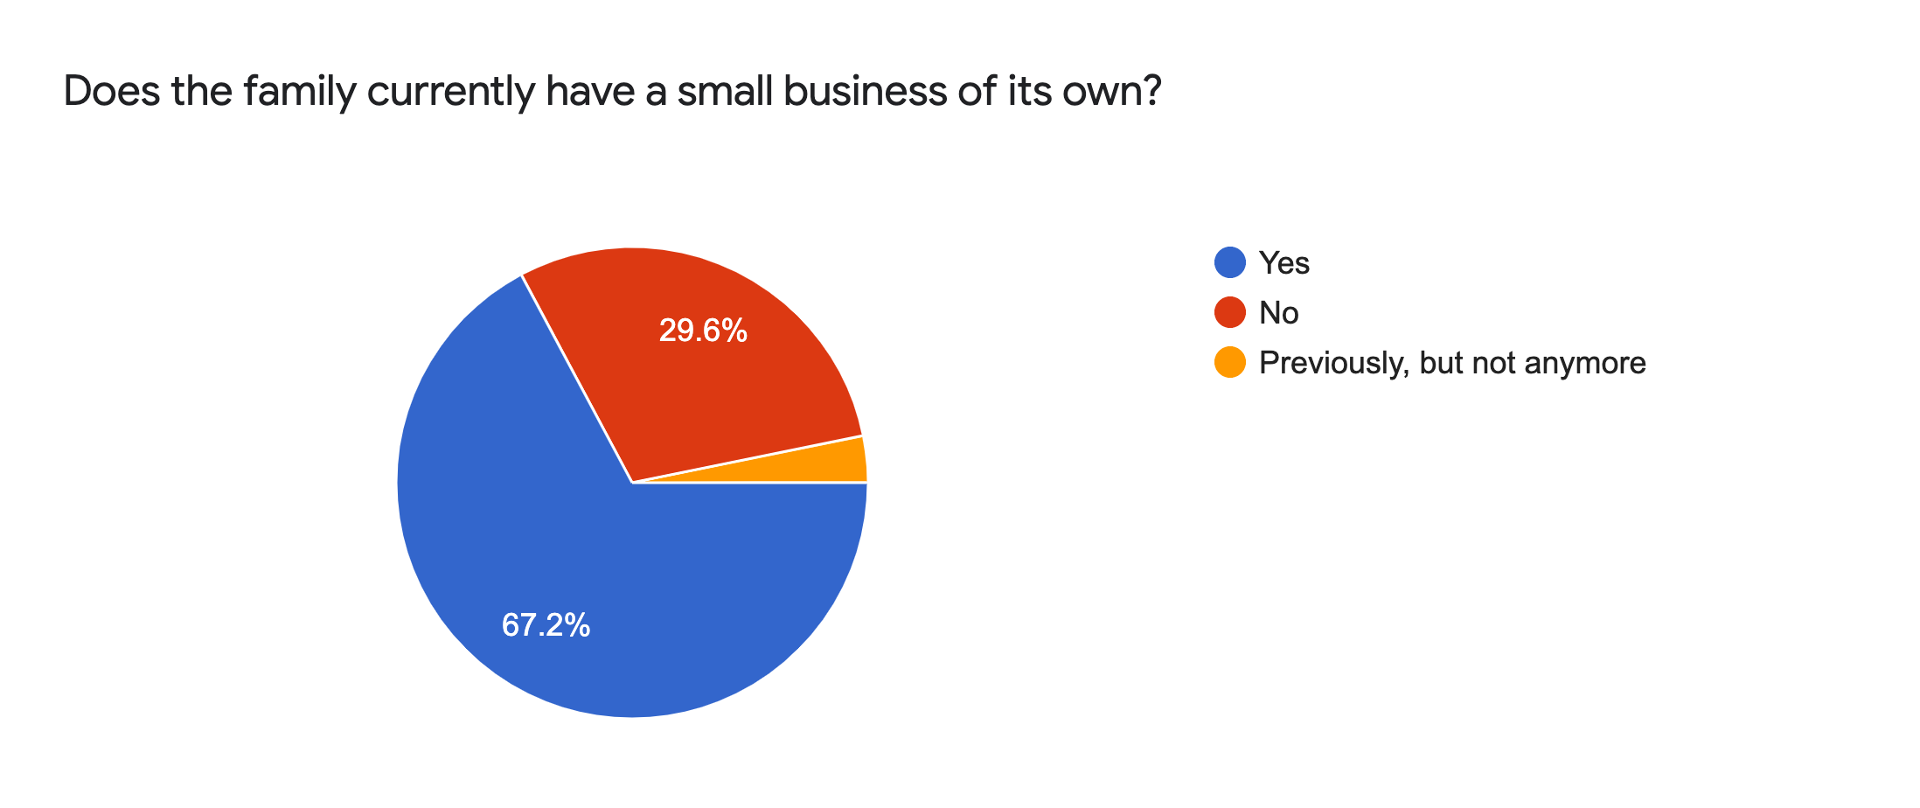 Does the family currently have a small business of its own?
Yes
No
Previously, but not anymore
29.6%
67.2%